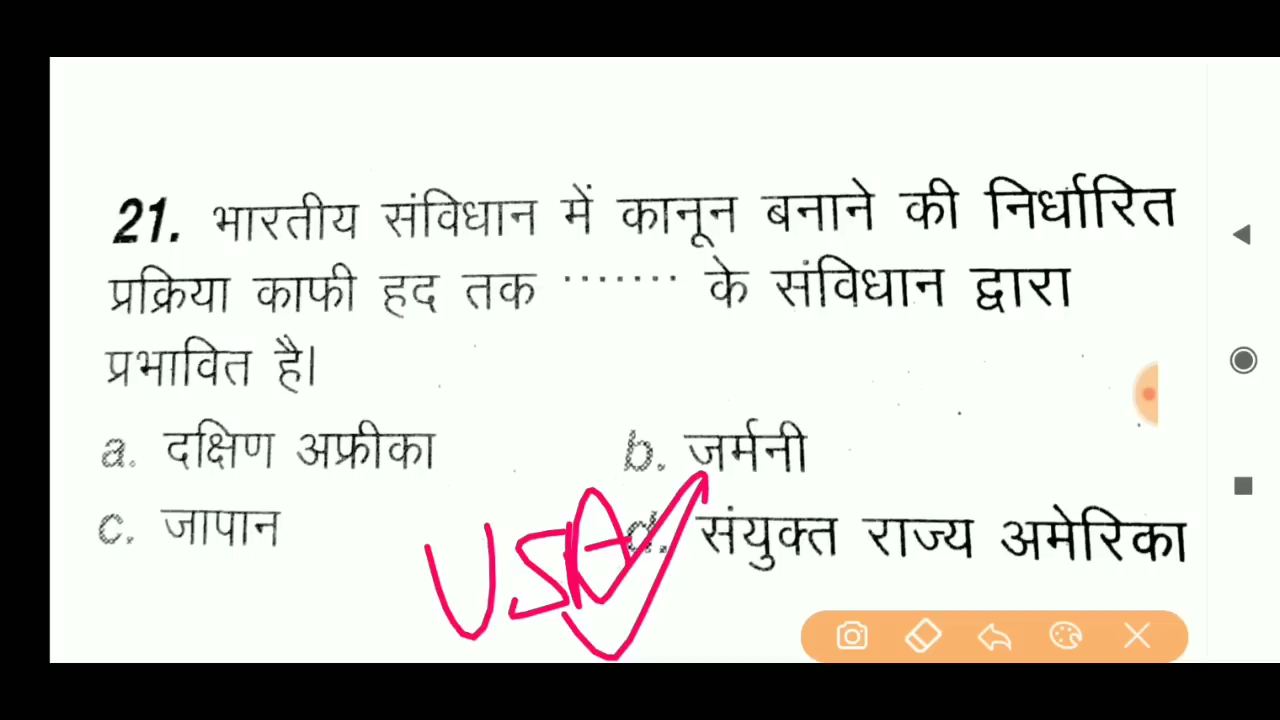 21. भारतीय संविधान में कानून बनाने की निर्धारित
प्रक्रिया काफी हद तक ....... के संविधान द्वारा
प्रभावित है।
a. दक्षिण अफ्रीका b. जर्मनी
c. जापान d. संयुक्त राज्य अमेरिका
USA